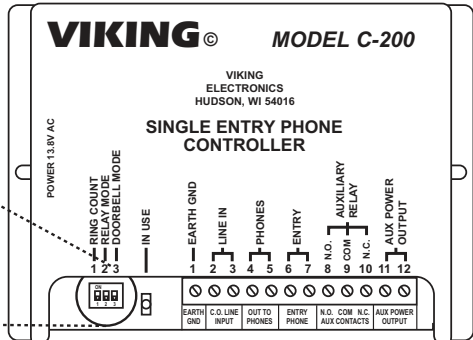 VIKING©
MODEL C-200
VIKING
ELECTRONICS
HUDSON, WI 54016
SINGLE ENTRY PHONE
CONTROLLER
POWER 13.8V AC
RING COUNT
RELAY MODE
DOORBELL MODE
IN USE
EARTH GND
LINE IN
PHONES
ENTRY
AUXILIARY
RELAY
N.O.
COM
N.C.
AUX POWER
OUTPUT
1 2 3
1 2 3 4 5 6 7 8 9 10 11 12
ON
1 2 3
EARTH
GND
C.O. LINE
INPUT
OUT TO
PHONES
ENTRY
PHONE
N.O. COM N.C.
AUX CONTACTS
AUX POWER
OUTPUT